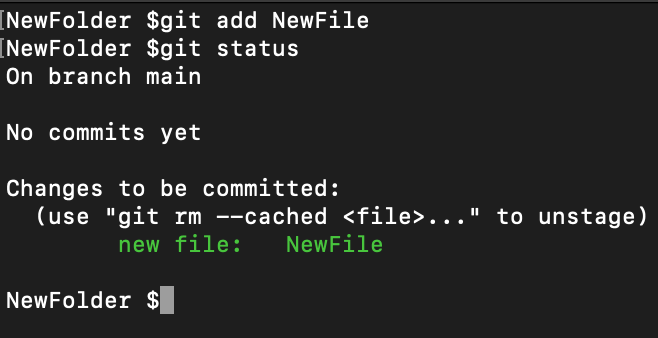 [NewFolder $git add NewFile
[NewFolder $git status
On branch main
No commits yet
Changes to be committed:
(use "git rm --cached <file>..." to unstage)
new file: NewFile
NewFolder $